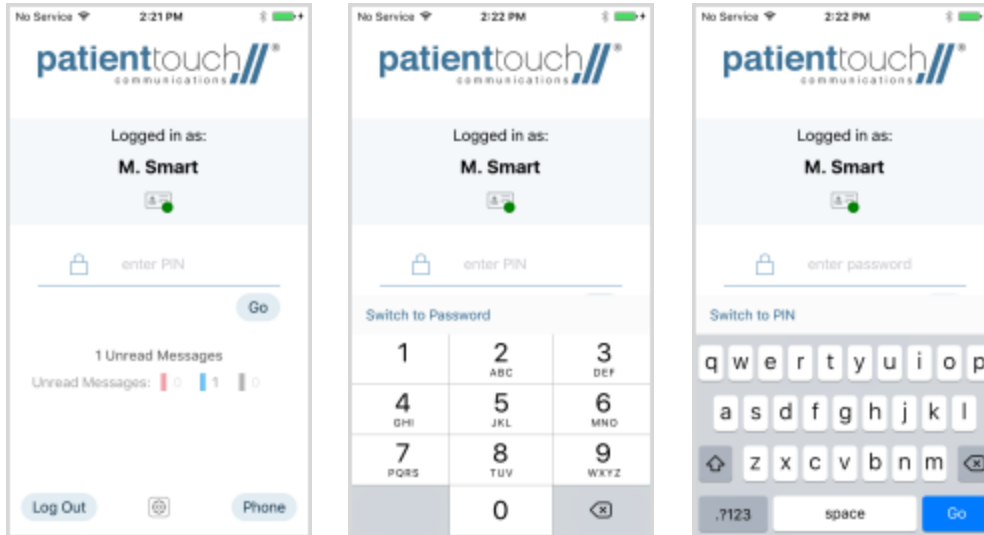 No Service 2:21 PM
patienttouch®
communications
Logged in as:
M. Smart
enter PIN
Go
1 Unread Messages
Unread Messages: 0 1 0
Log Out Phone
No Service 2:22 PM
patienttouch®
communications
Logged in as:
M. Smart
enter PIN
Switch to Password
1 2 3
ABC DEF
4 5 6
GHI JKL MNO
7 8 9
PQRS TUV WXYZ
0
No Service 2:22 PM
patienttouch®
communications
Logged in as:
M. Smart
enter password
Switch to PIN
q w e r t y u i o p
a s d f g h j k l
z x c v b n m
.?123 space Go